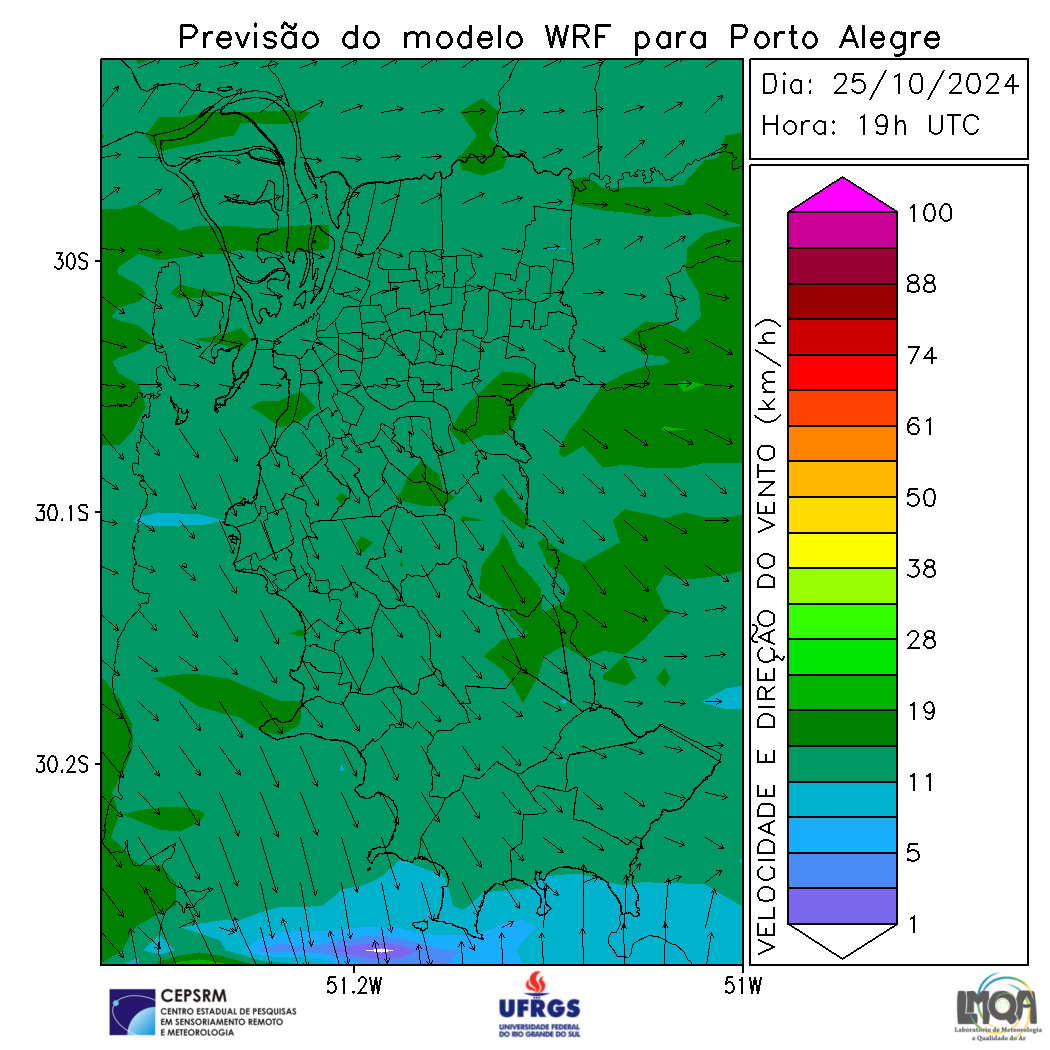 Previsão do modelo WRF para Porto Alegre
Dia: 25/10/2024
Hora: 19h UTC
30S
30.1S
30.2S
51.2W
51W
VELOCIDADE E DIREÇÃO DO VENTO (km/h)
100
88
74
61
50
38
28
19
11
5
1
CEPSRM
CENTRO ESTADUAL DE PESQUISAS
EM SENSORIAMENTO REMOTO
E METEOROLOGIA
UFRGS
UNIVERSIDADE FEDERAL
DO RIO GRANDE DO SUL
LMQA
Laboratório de Meteorologia
e Qualidade do Ar